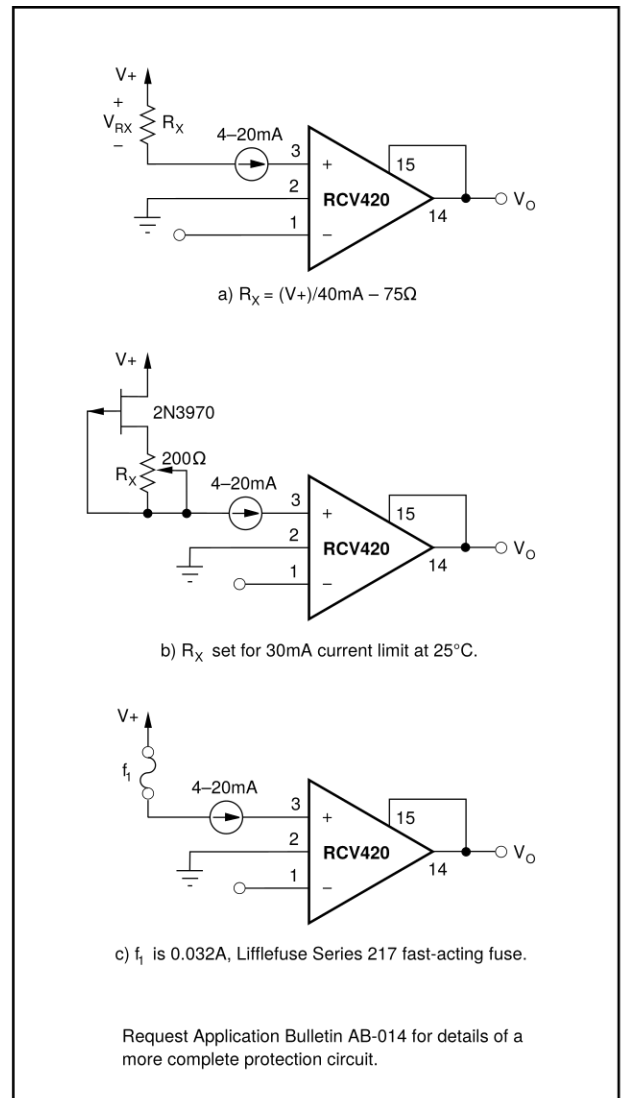 V+
+
V_RX R_X
–
4–20mA
3
+
15
2
RCV420
V_O
14
1
–
a) R_X = (V+)/40mA – 75Ω
V+
2N3970
200Ω
R_X
4–20mA
3
+
15
2
RCV420
V_O
14
1
–
b) R_X set for 30mA current limit at 25°C.
V+
f_1
4–20mA
3
+
15
2
RCV420
V_O
14
1
–
c) f_1 is 0.032A, Lifflefuse Series 217 fast-acting fuse.
Request Application Bulletin AB-014 for details of a
more complete protection circuit.